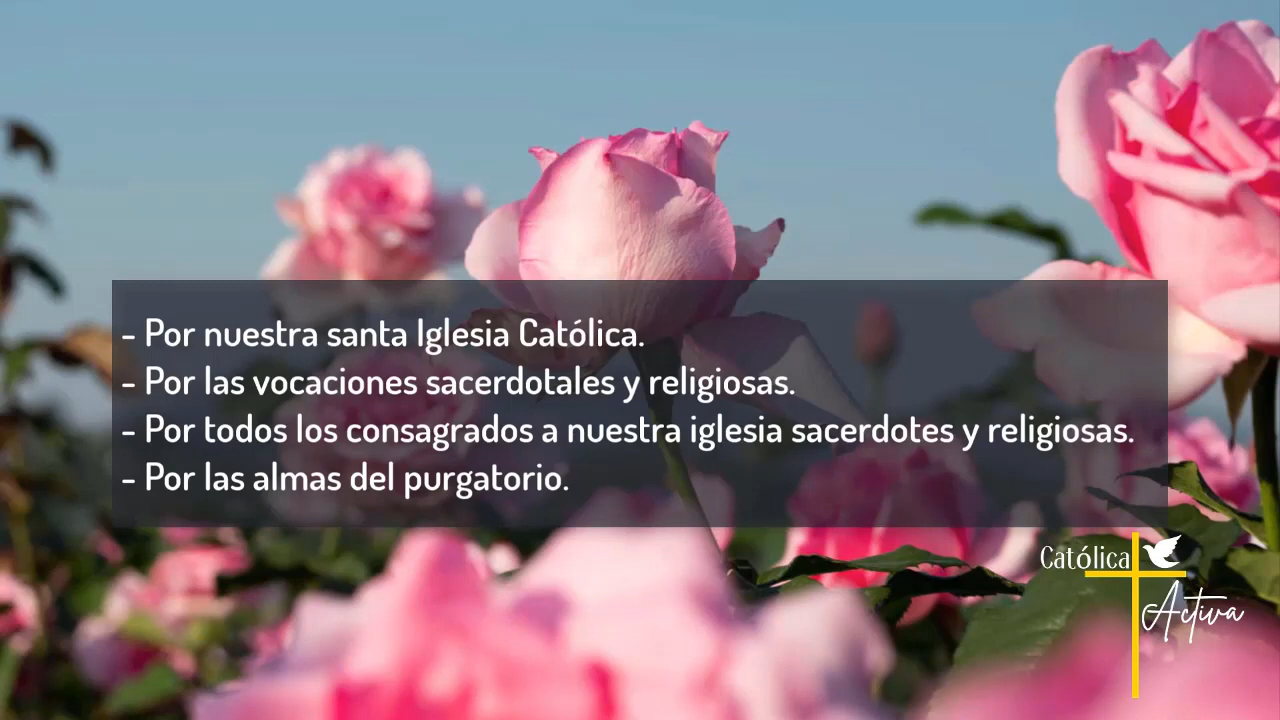 - Por nuestra santa Iglesia Católica.
- Por las vocaciones sacerdotales y religiosas.
- Por todos los consagrados a nuestra iglesia sacerdotes y religiosas.
- Por las almas del purgatorio.
Católica
Activa